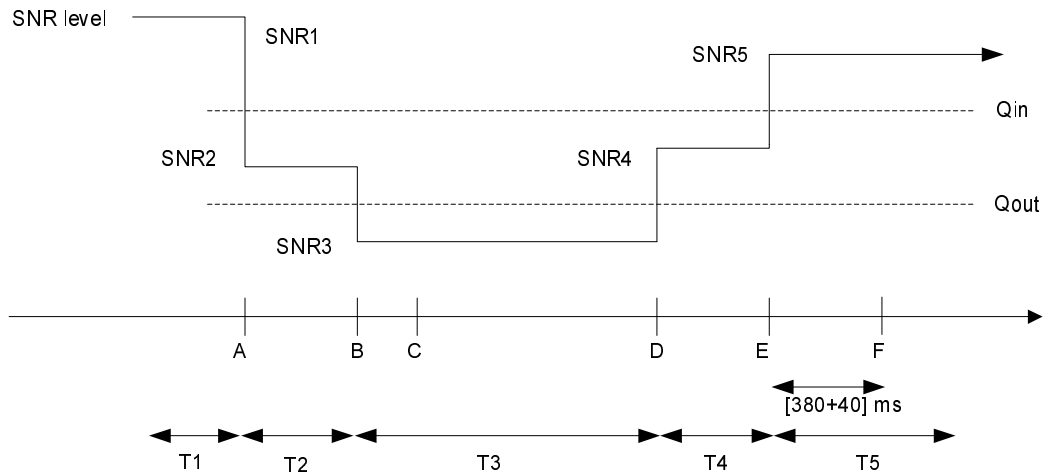 SNR level
SNR1
SNR5
Qin
SNR2
SNR4
Qout
SNR3
A
B
C
D
E
F
[380+40] ms
T1
T2
T3
T4
T5